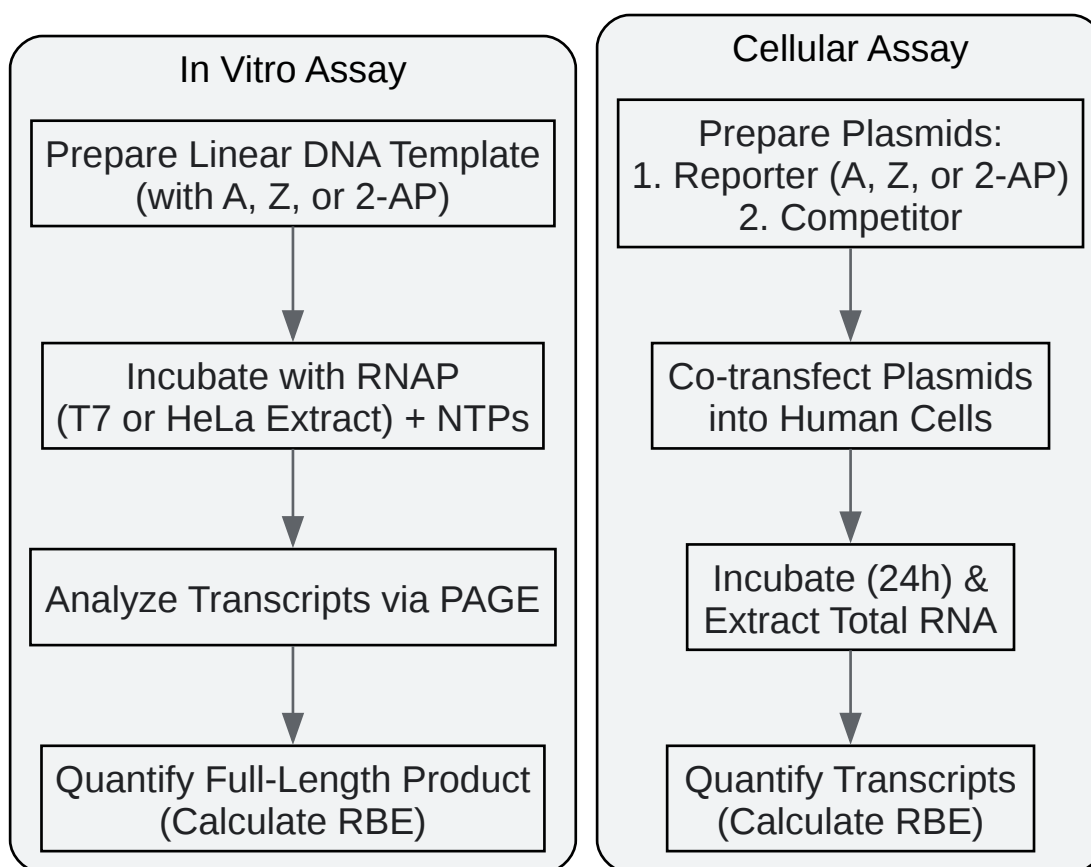 In Vitro Assay
Prepare Linear DNA Template
(with A, Z, or 2-AP)
Incubate with RNAP
(T7 or HeLa Extract) + NTPs
Analyze Transcripts via PAGE
Quantify Full-Length Product
(Calculate RBE)
Cellular Assay
Prepare Plasmids:
1. Reporter (A, Z, or 2-AP)
2. Competitor
Co-transfect Plasmids
into Human Cells
Incubate (24h) &
Extract Total RNA
Quantify Transcripts
(Calculate RBE)